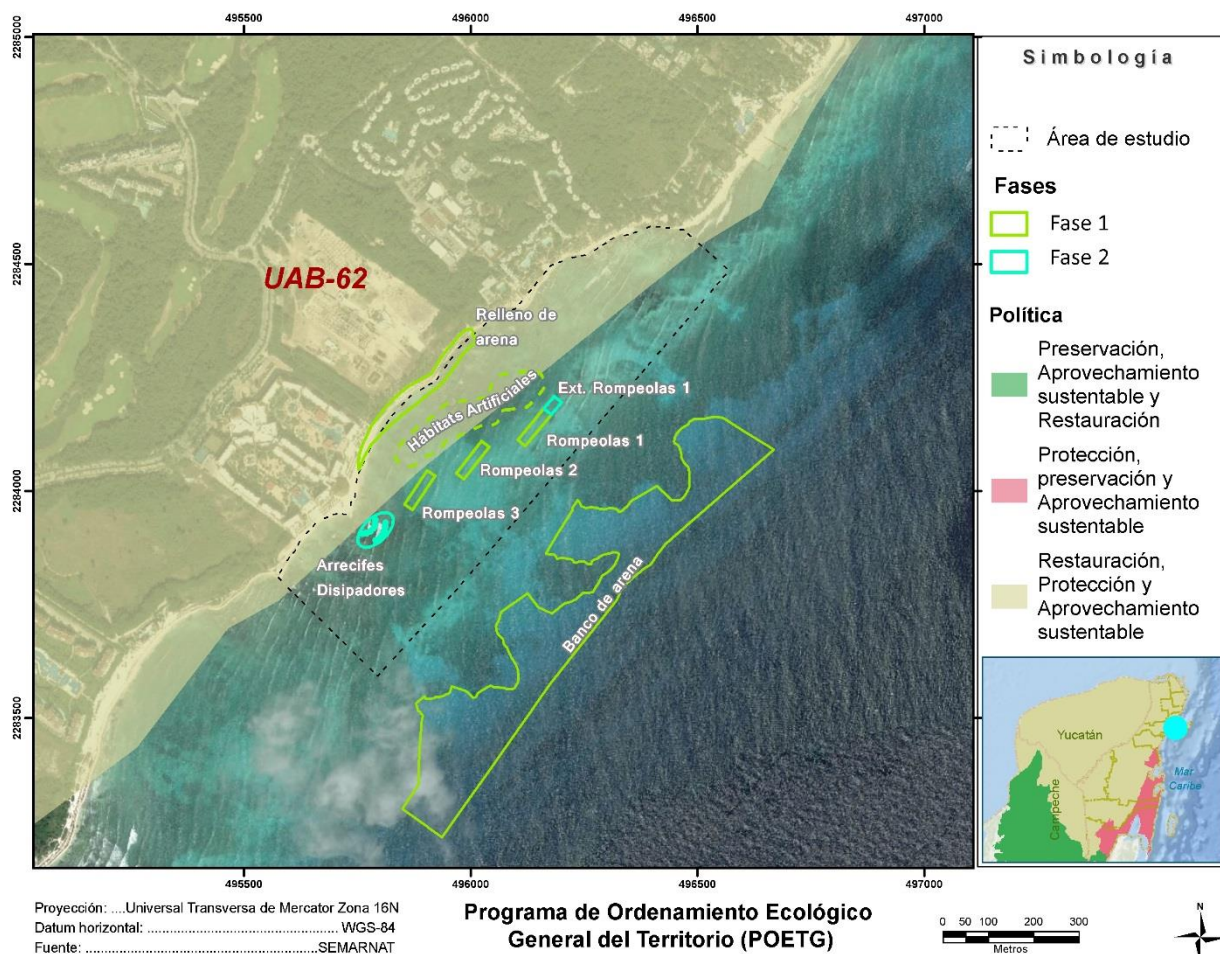 495500
496000
496500
497000
2285000
2284500
2284000
2283500
UAB-62
Relleno de
arena
Hábitats Artificiales
Ext. Rompeolas 1
Rompeolas 1
Rompeolas 2
Rompeolas 3
Arrecifes
Disipadores
Banco de arena
495500
496000
496500
497000
Simbología
Área de estudio
Fases
Fase 1
Fase 2
Política
Preservación,
Aprovechamiento
sustentable y
Restauración
Protección,
preservación y
Aprovechamiento
sustentable
Restauración,
Protección y
Aprovechamiento
sustentable
Yucatán
Campeche
Mar
Caribe
Proyección: ....Universal Transversa de Mercator Zona 16N
Datum horizontal: ........................................ WGS-84
Fuente: ..................................................SEMARNAT
Programa de Ordenamiento Ecológico
General del Territorio (POETG)
0 50 100 200 300
Metros
N